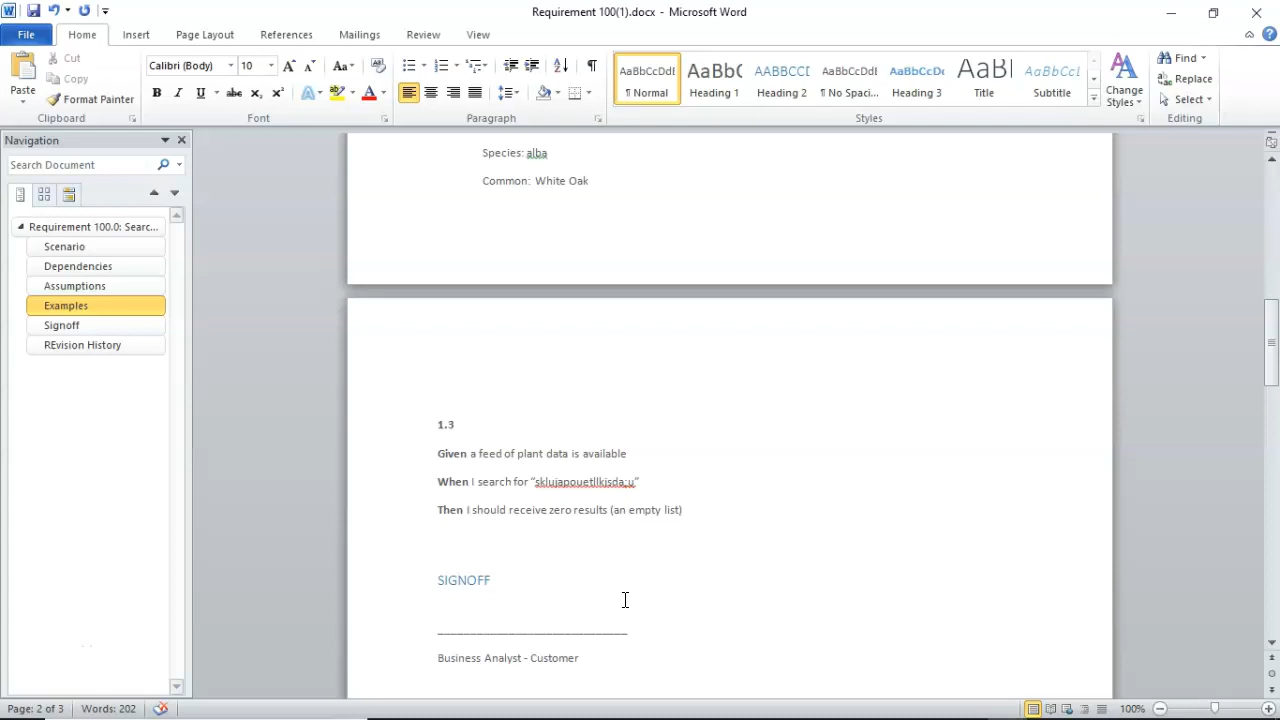 Requirement 100(1).docx - Microsoft Word
File Home Insert Page Layout References Mailings Review View
Paste
Cut
Copy
Format Painter
Clipboard
Calibri (Body) 10
Font
Paragraph
AaBbCcDdI AaBbC AABBCCI AaBbCcDdI AaBbCcDc AaBl AaBbCcL
¶ Normal Heading 1 Heading 2 ¶ No Spaci... Heading 3 Title Subtitle
Change
Styles
Styles
Find
Replace
Select
Editing
Navigation
Search Document
Requirement 100.0: Searc...
Scenario
Dependencies
Assumptions
Examples
Signoff
REvision History
Species: alba
Common: White Oak
1.3
Given a feed of plant data is available
When I search for “sklujapouetllkjsda;u”
Then I should receive zero results (an empty list)
SIGNOFF
______________________________
Business Analyst - Customer
Page: 2 of 3 Words: 202 100%